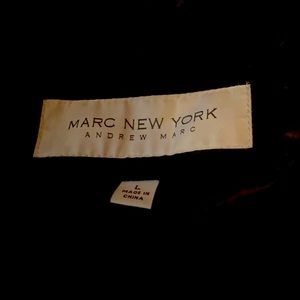 MARC NEW YORK
ANDREW MARC
L
MADE IN
CHINA